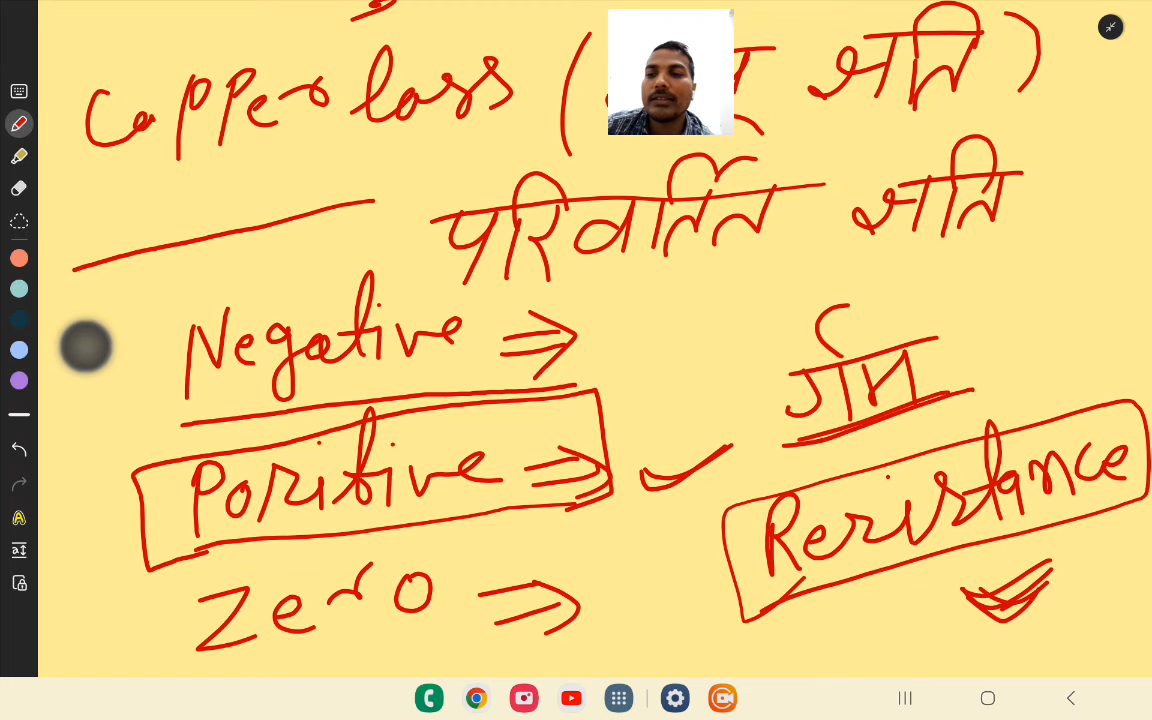 Copper loss ( क्षति )
परिवर्तित क्षति
Negative ⇒
Positive ⇒ ✓
Resistance
Zero ⇒